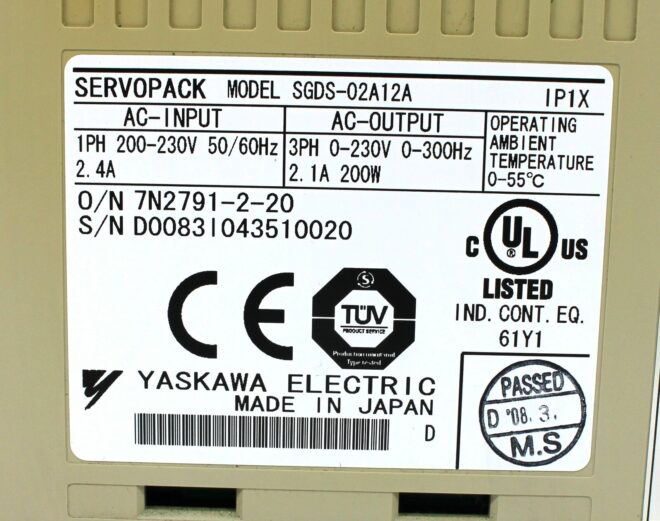 SERVOPACK MODEL SGDS-02A12A IP1X
AC-INPUT
1PH 200-230V 50/60Hz
2.4A
AC-OUTPUT
3PH 0-230V 0-300Hz
2.1A 200W
OPERATING
AMBIENT
TEMPERATURE
0-55℃
O/N 7N2791-2-20
S/N D0083I043510020
C UL ® US
LISTED
IND. CONT. EQ.
61Y1
CE
S
TÜV
PRODUCT SERVICE
Production monitored
Type tested
YASKAWA ELECTRIC
MADE IN JAPAN
D
PASSED
D '08. 3.
M.S